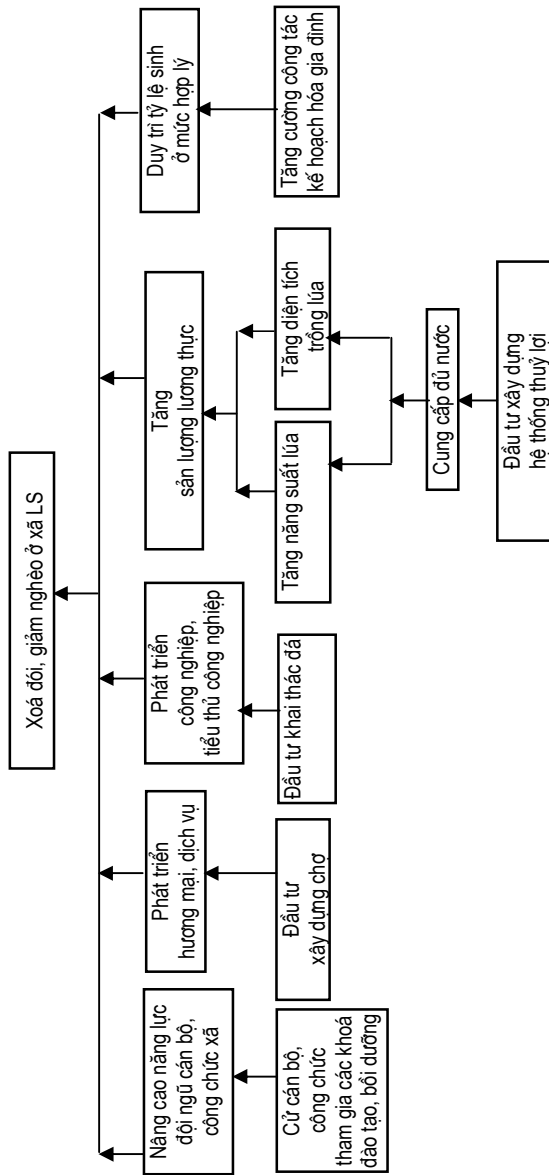 Xoá đói, giảm nghèo ở xã LS
Nâng cao năng lực
đội ngũ cán bộ,
công chức xã
Phát triển
hương mại, dịch vụ
Phát triển
công nghiệp,
tiểu thủ công nghiệp
Tăng
sản lượng lương thực
Duy trì tỷ lệ sinh
ở mức hợp lý
Cử cán bộ,
công chức
tham gia các khoá
đào tạo, bồi dưỡng
Đầu tư
xây dựng chợ
Đầu tư khai thác đá
Tăng năng suất lúa
Tăng diện tích
trồng lúa
Tăng cường công tác
kế hoạch hóa gia đình
Cung cấp đủ nước
Đầu tư xây dựng
hệ thống thuỷ lợi